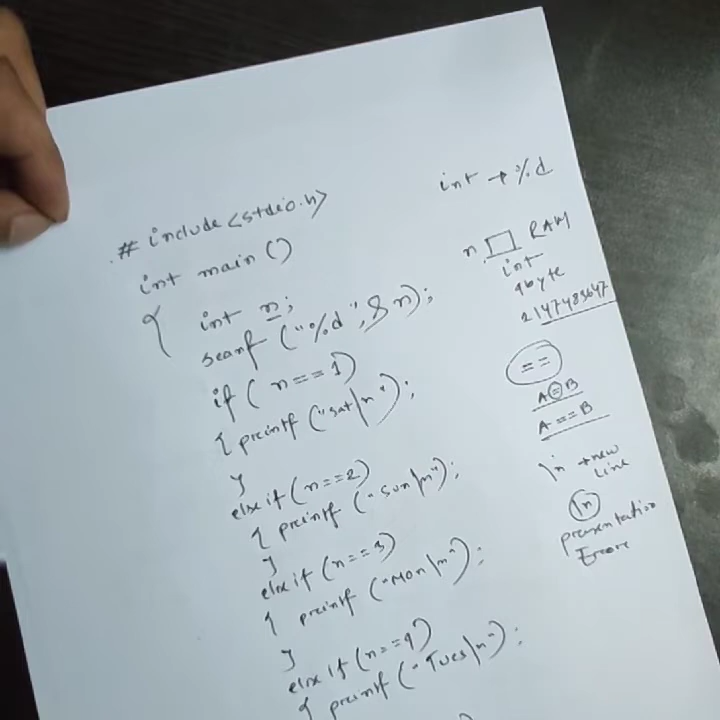 #include<stdio.h>
int main()
{ int n;
scanf ("%d",&n);
if(n==1)
{ printf("sat\n");
}
else if(n==2)
{ printf("Sun\n");
}
else if(n==3)
{ printf("Mon\n");
}
else if(n==4)
{ printf("Tues\n");
int → %d
n RAM
int
4byte
2147483647
==
A=B
A==B
\n → new
Line
\n
presentation
Error